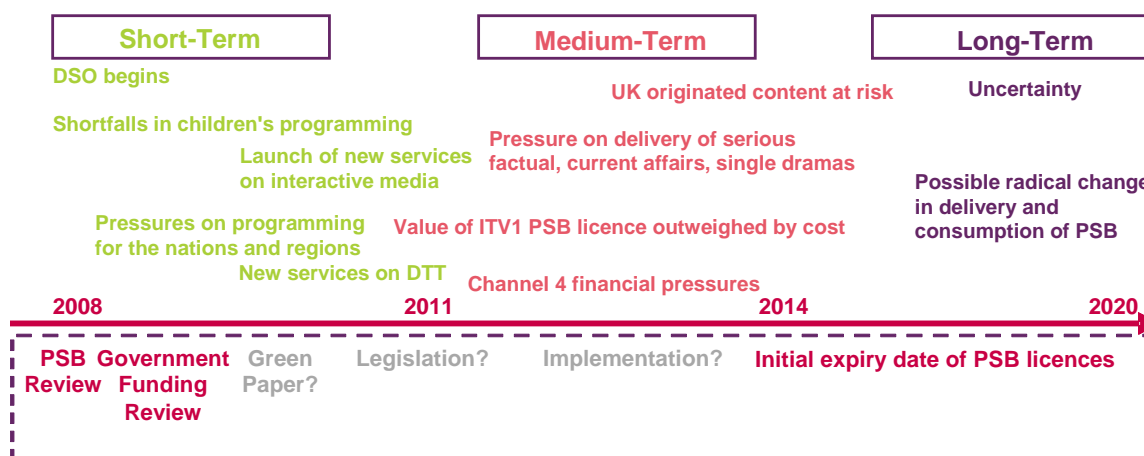 Short-Term
Medium-Term
Long-Term
DSO begins
UK originated content at risk
Uncertainty
Shortfalls in children's programming
Launch of new services
on interactive media
Pressure on delivery of serious
factual, current affairs, single dramas
Possible radical change
in delivery and
consumption of PSB
Pressures on programming
for the nations and regions
Value of ITV1 PSB licence outweighed by cost
New services on DTT
Channel 4 financial pressures
2008
2011
2014
2020
PSB
Review
Government
Funding
Review
Green
Paper?
Legislation?
Implementation?
Initial expiry date of PSB licences